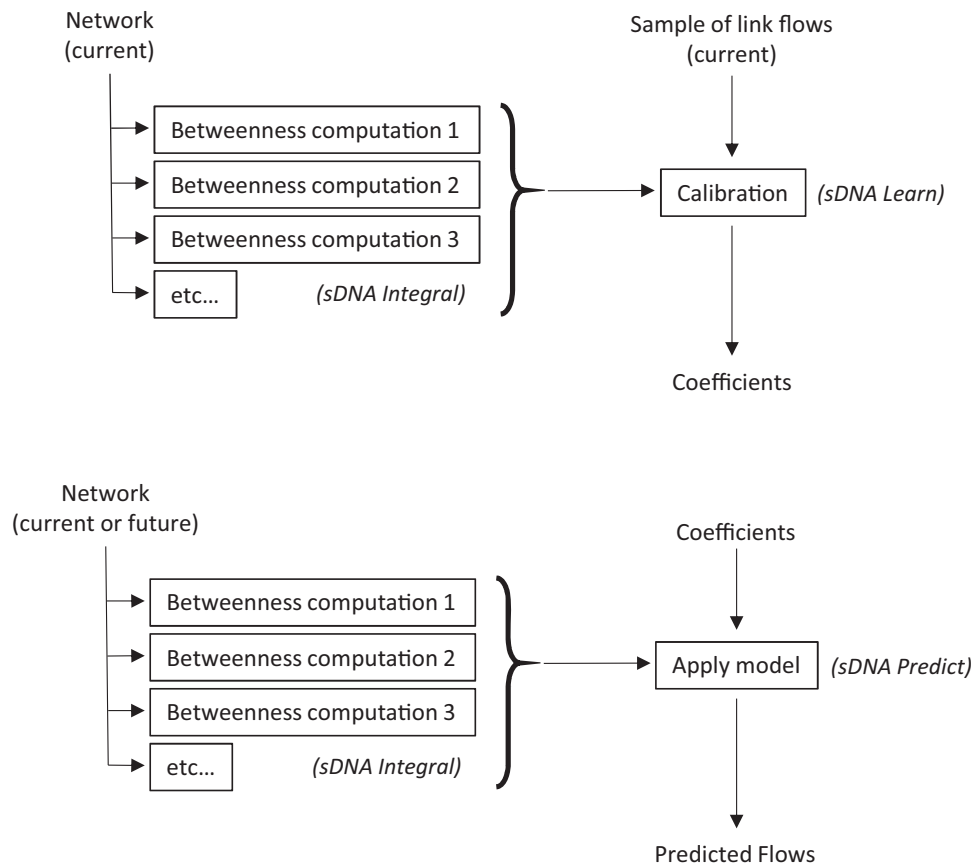 Network
(current)
Sample of link flows
(current)
Betweenness computation 1
Betweenness computation 2
Betweenness computation 3
etc...
(sDNA Integral)
Calibration
(sDNA Learn)
Coefficients
Network
(current or future)
Coefficients
Betweenness computation 1
Betweenness computation 2
Betweenness computation 3
etc...
(sDNA Integral)
Apply model
(sDNA Predict)
Predicted Flows